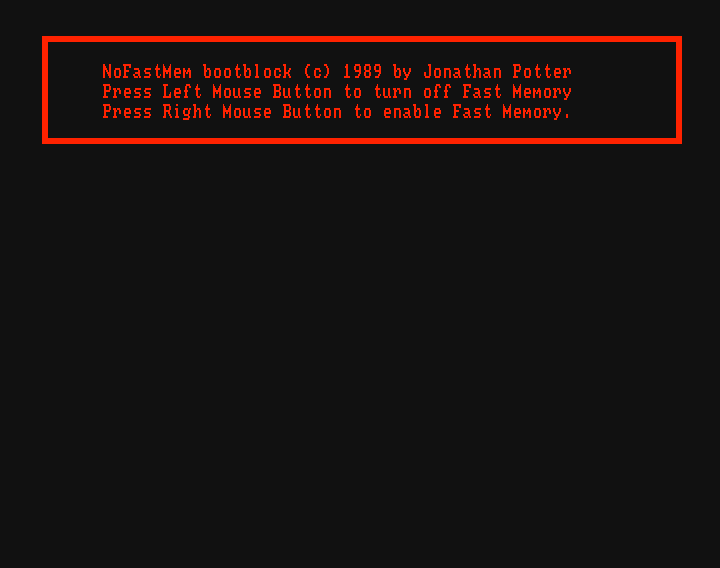 NoFastMem bootblock (c) 1989 by Jonathan Potter
Press Left Mouse Button to turn off Fast Memory
Press Right Mouse Button to enable Fast Memory.